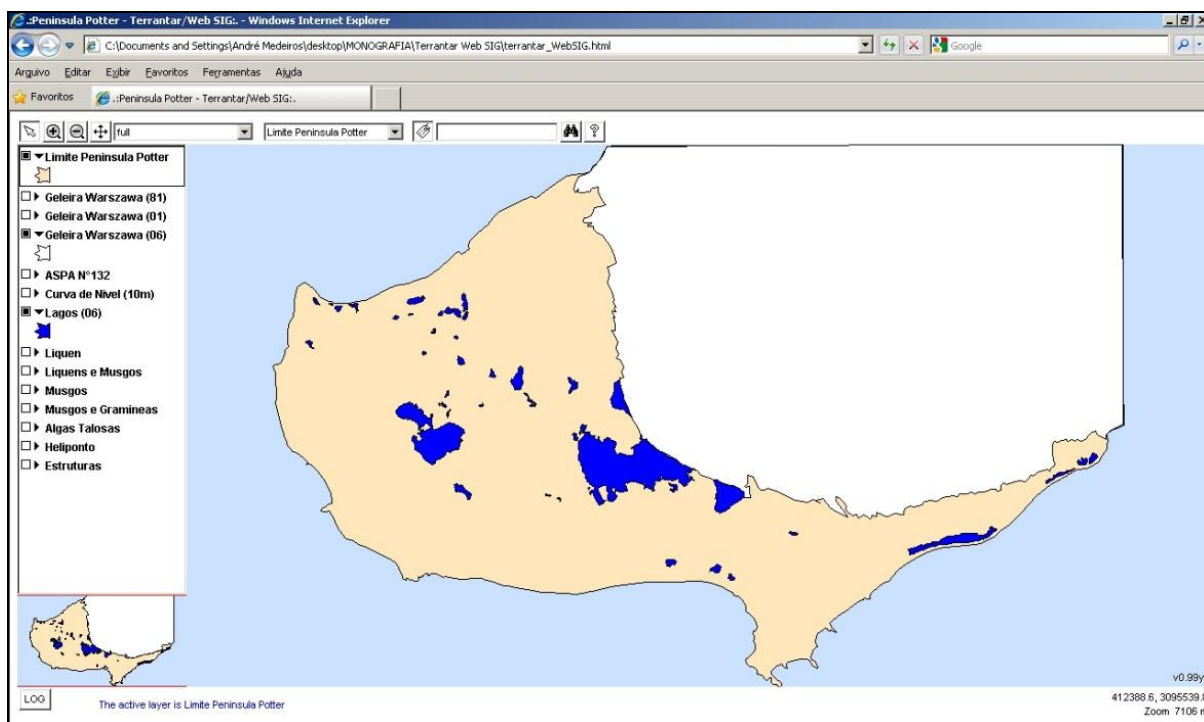 .:Peninsula Potter - Terrantar/Web SIG:. - Windows Internet Explorer
C:\Documents and Settings\André Medeiros\desktop\MONOGRAFIA\Terrantar Web SIG\terrantar_WebSIG.html
Google
Arquivo Editar Exibir Favoritos Ferramentas Ajuda
Favoritos .:Peninsula Potter - Terrantar/Web SIG:.
full Limite Peninsula Potter
Limite Peninsula Potter
Geleira Warszawa (81)
Geleira Warszawa (01)
Geleira Warszawa (06)
ASPA N°132
Curva de Nivel (10m)
Lagos (06)
Liquen
Liquens e Musgos
Musgos
Musgos e Gramineas
Algas Talosas
Heliponto
Estruturas
v0.99y
LOG The active layer is Limite Peninsula Potter
412388.6, 3095539.
Zoom 7106